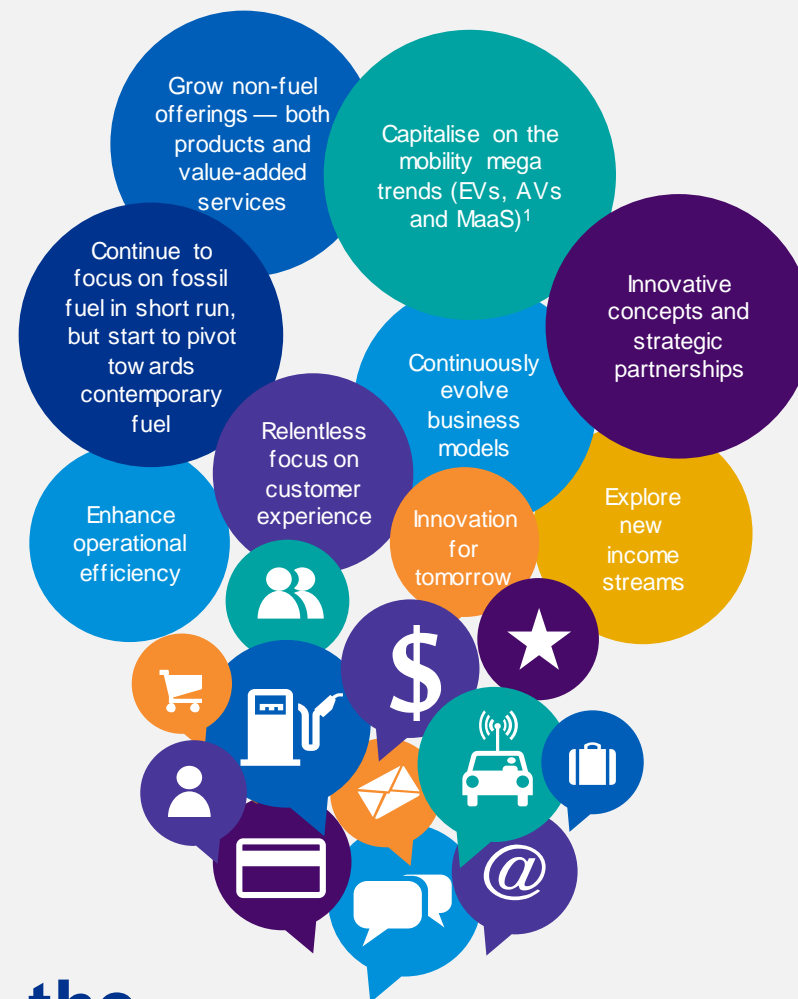 Grow non-fuel
offerings — both
products and
value-added
services
Capitalise on the
mobility mega
trends (EVs, AVs
and MaaS)¹
Continue to
focus on fossil
fuel in short run,
but start to pivot
towards
contemporary
fuel
Innovative
concepts and
strategic
partnerships
Continuously
evolve
business
models
Relentless
focus on
customer
experience
Enhance
operational
efficiency
Innovation
for
tomorrow
Explore
new
income
streams
$
@